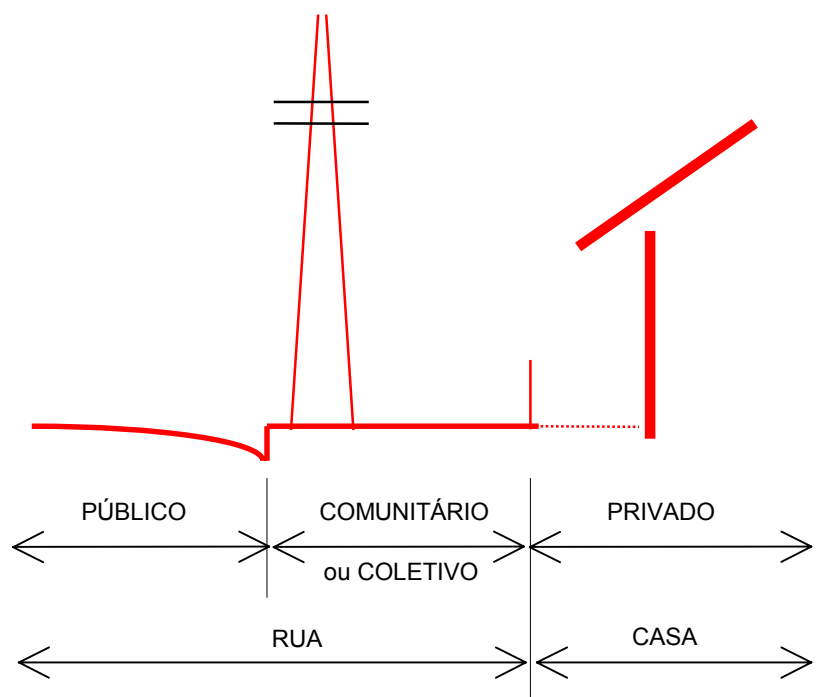 PÚBLICO
COMUNITÁRIO
PRIVADO
ou COLETIVO
RUA
CASA